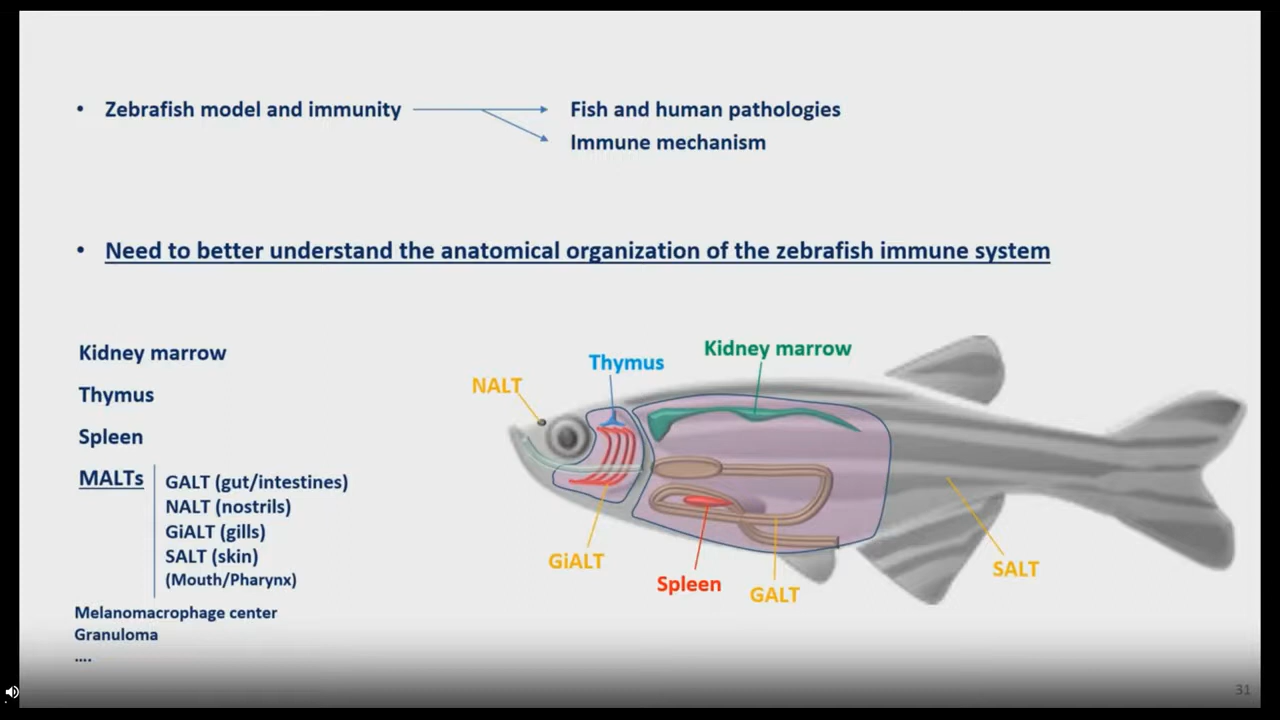 • Zebrafish model and immunity
Fish and human pathologies
Immune mechanism
• Need to better understand the anatomical organization of the zebrafish immune system
Kidney marrow
Thymus
Spleen
MALTs
GALT (gut/intestines)
NALT (nostrils)
GiALT (gills)
SALT (skin)
(Mouth/Pharynx)
Melanomacrophage center
Granuloma
....
NALT
Thymus
Kidney marrow
GiALT
Spleen
GALT
SALT
31